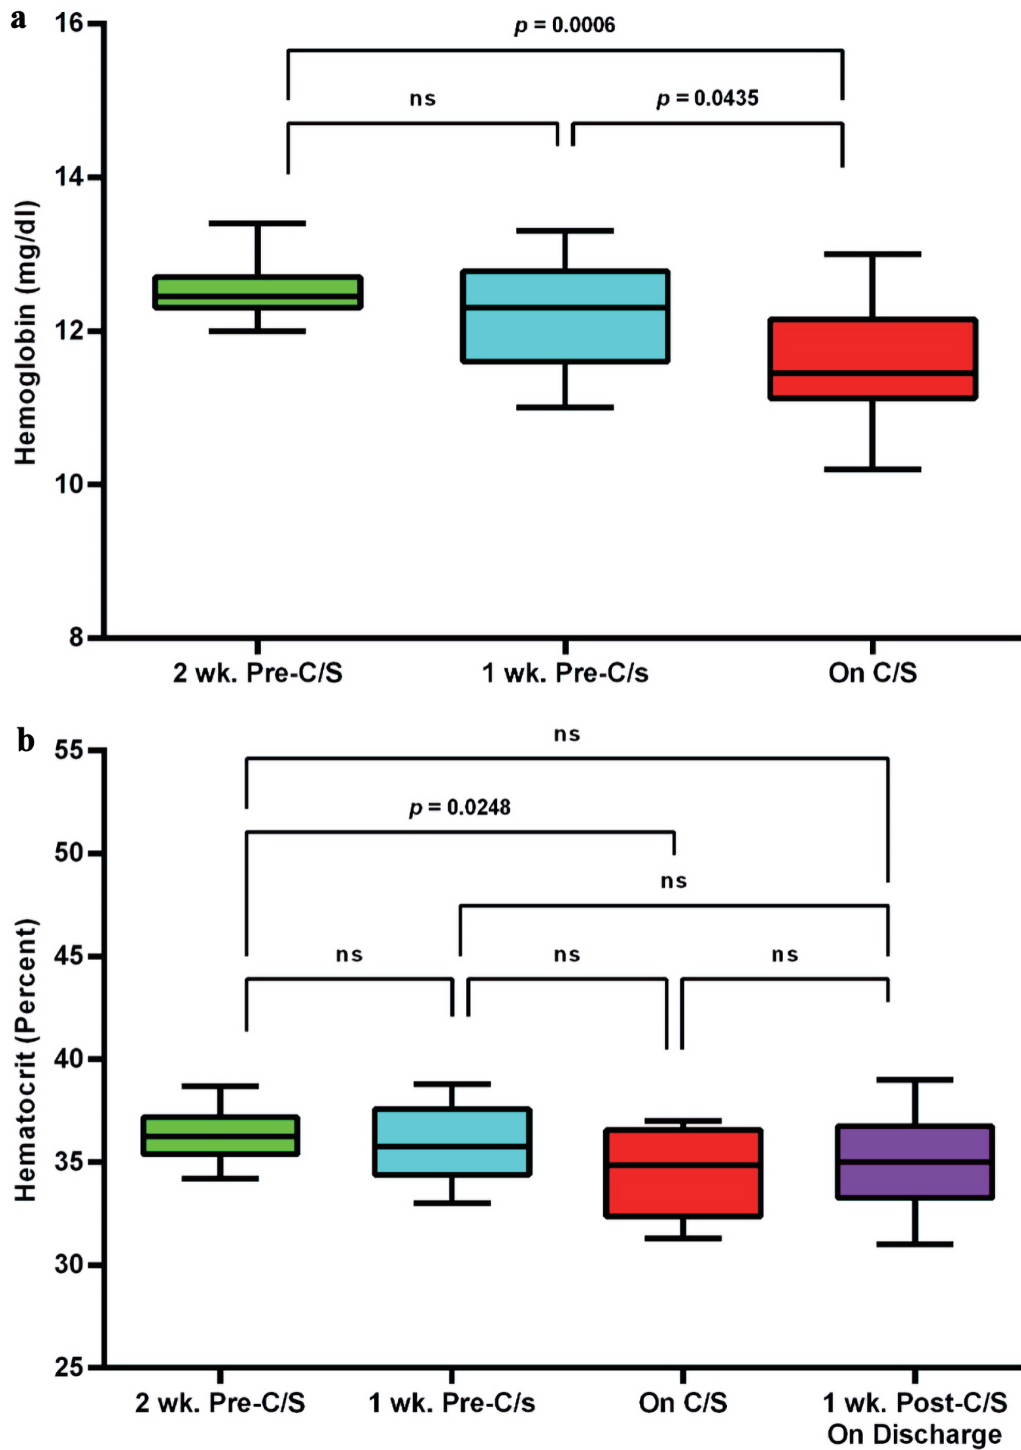 a
16
p = 0.0006
ns
p = 0.0435
14
12
10
8
Hemoglobin (mg/dl)
2 wk. Pre-C/S
1 wk. Pre-C/s
On C/S
b
55
ns
p = 0.0248
50
ns
45
ns
ns
ns
40
35
30
25
Hematocrit (Percent)
2 wk. Pre-C/S
1 wk. Pre-C/s
On C/S
1 wk. Post-C/S
On Discharge